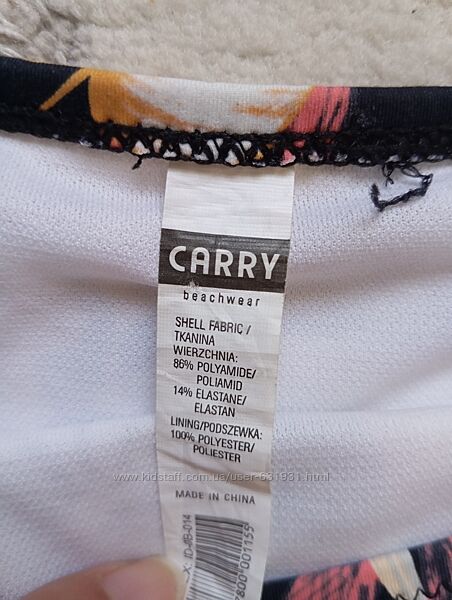 CARRY
beachwear
SHELL FABRIC/
TKANINA
WIERZCHNIA:
86% POLYAMIDE/
POLIAMID
14% ELASTANE/
ELASTAN
LINING/PODSZEWKA:
100% POLYESTER/
POLIESTER
www.kidstaff.com.ua/user-631931.html
MADE IN CHINA